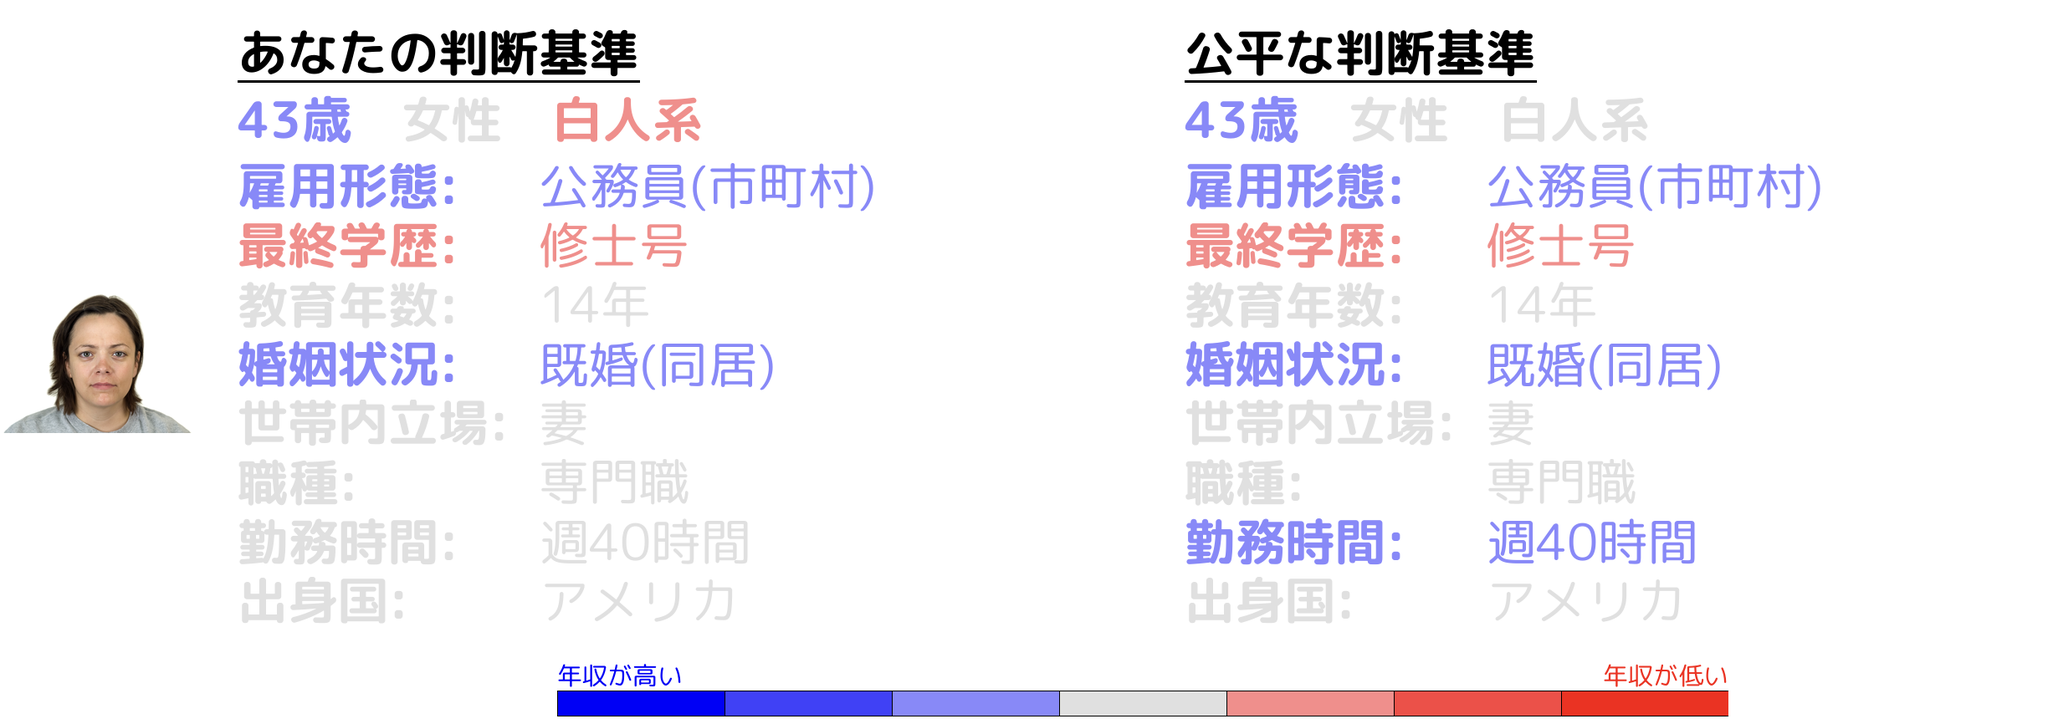 あなたの判断基準
43歳 女性 白人系
雇用形態: 公務員(市町村)
最終学歴: 修士号
教育年数: 14年
婚姻状況: 既婚(同居)
世帯内立場: 妻
職種: 専門職
勤務時間: 週40時間
出身国: アメリカ
公平な判断基準
43歳 女性 白人系
雇用形態: 公務員(市町村)
最終学歴: 修士号
教育年数: 14年
婚姻状況: 既婚(同居)
世帯内立場: 妻
職種: 専門職
勤務時間: 週40時間
出身国: アメリカ
年収が高い
年収が低い